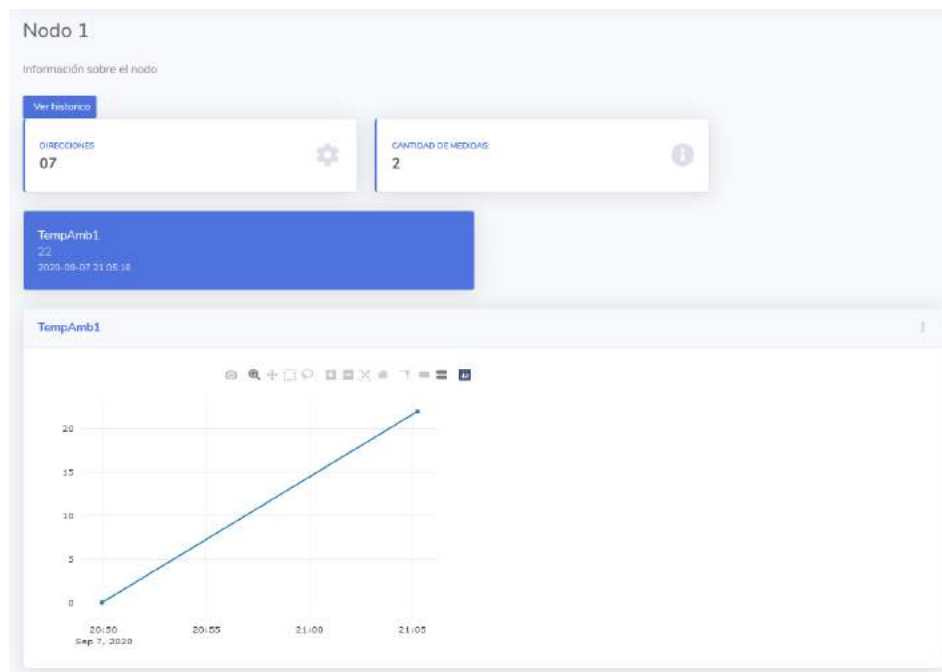 Nodo 1
Información sobre el nodo
Ver historico
DIRECCIONES
07
CANTIDAD DE MEDIDAS:
2
TempAmb1
22
2020-09-07 21:05:16
TempAmb1
20
15
10
5
0
20:50 20:55 21:00 21:05
Sep 7, 2020